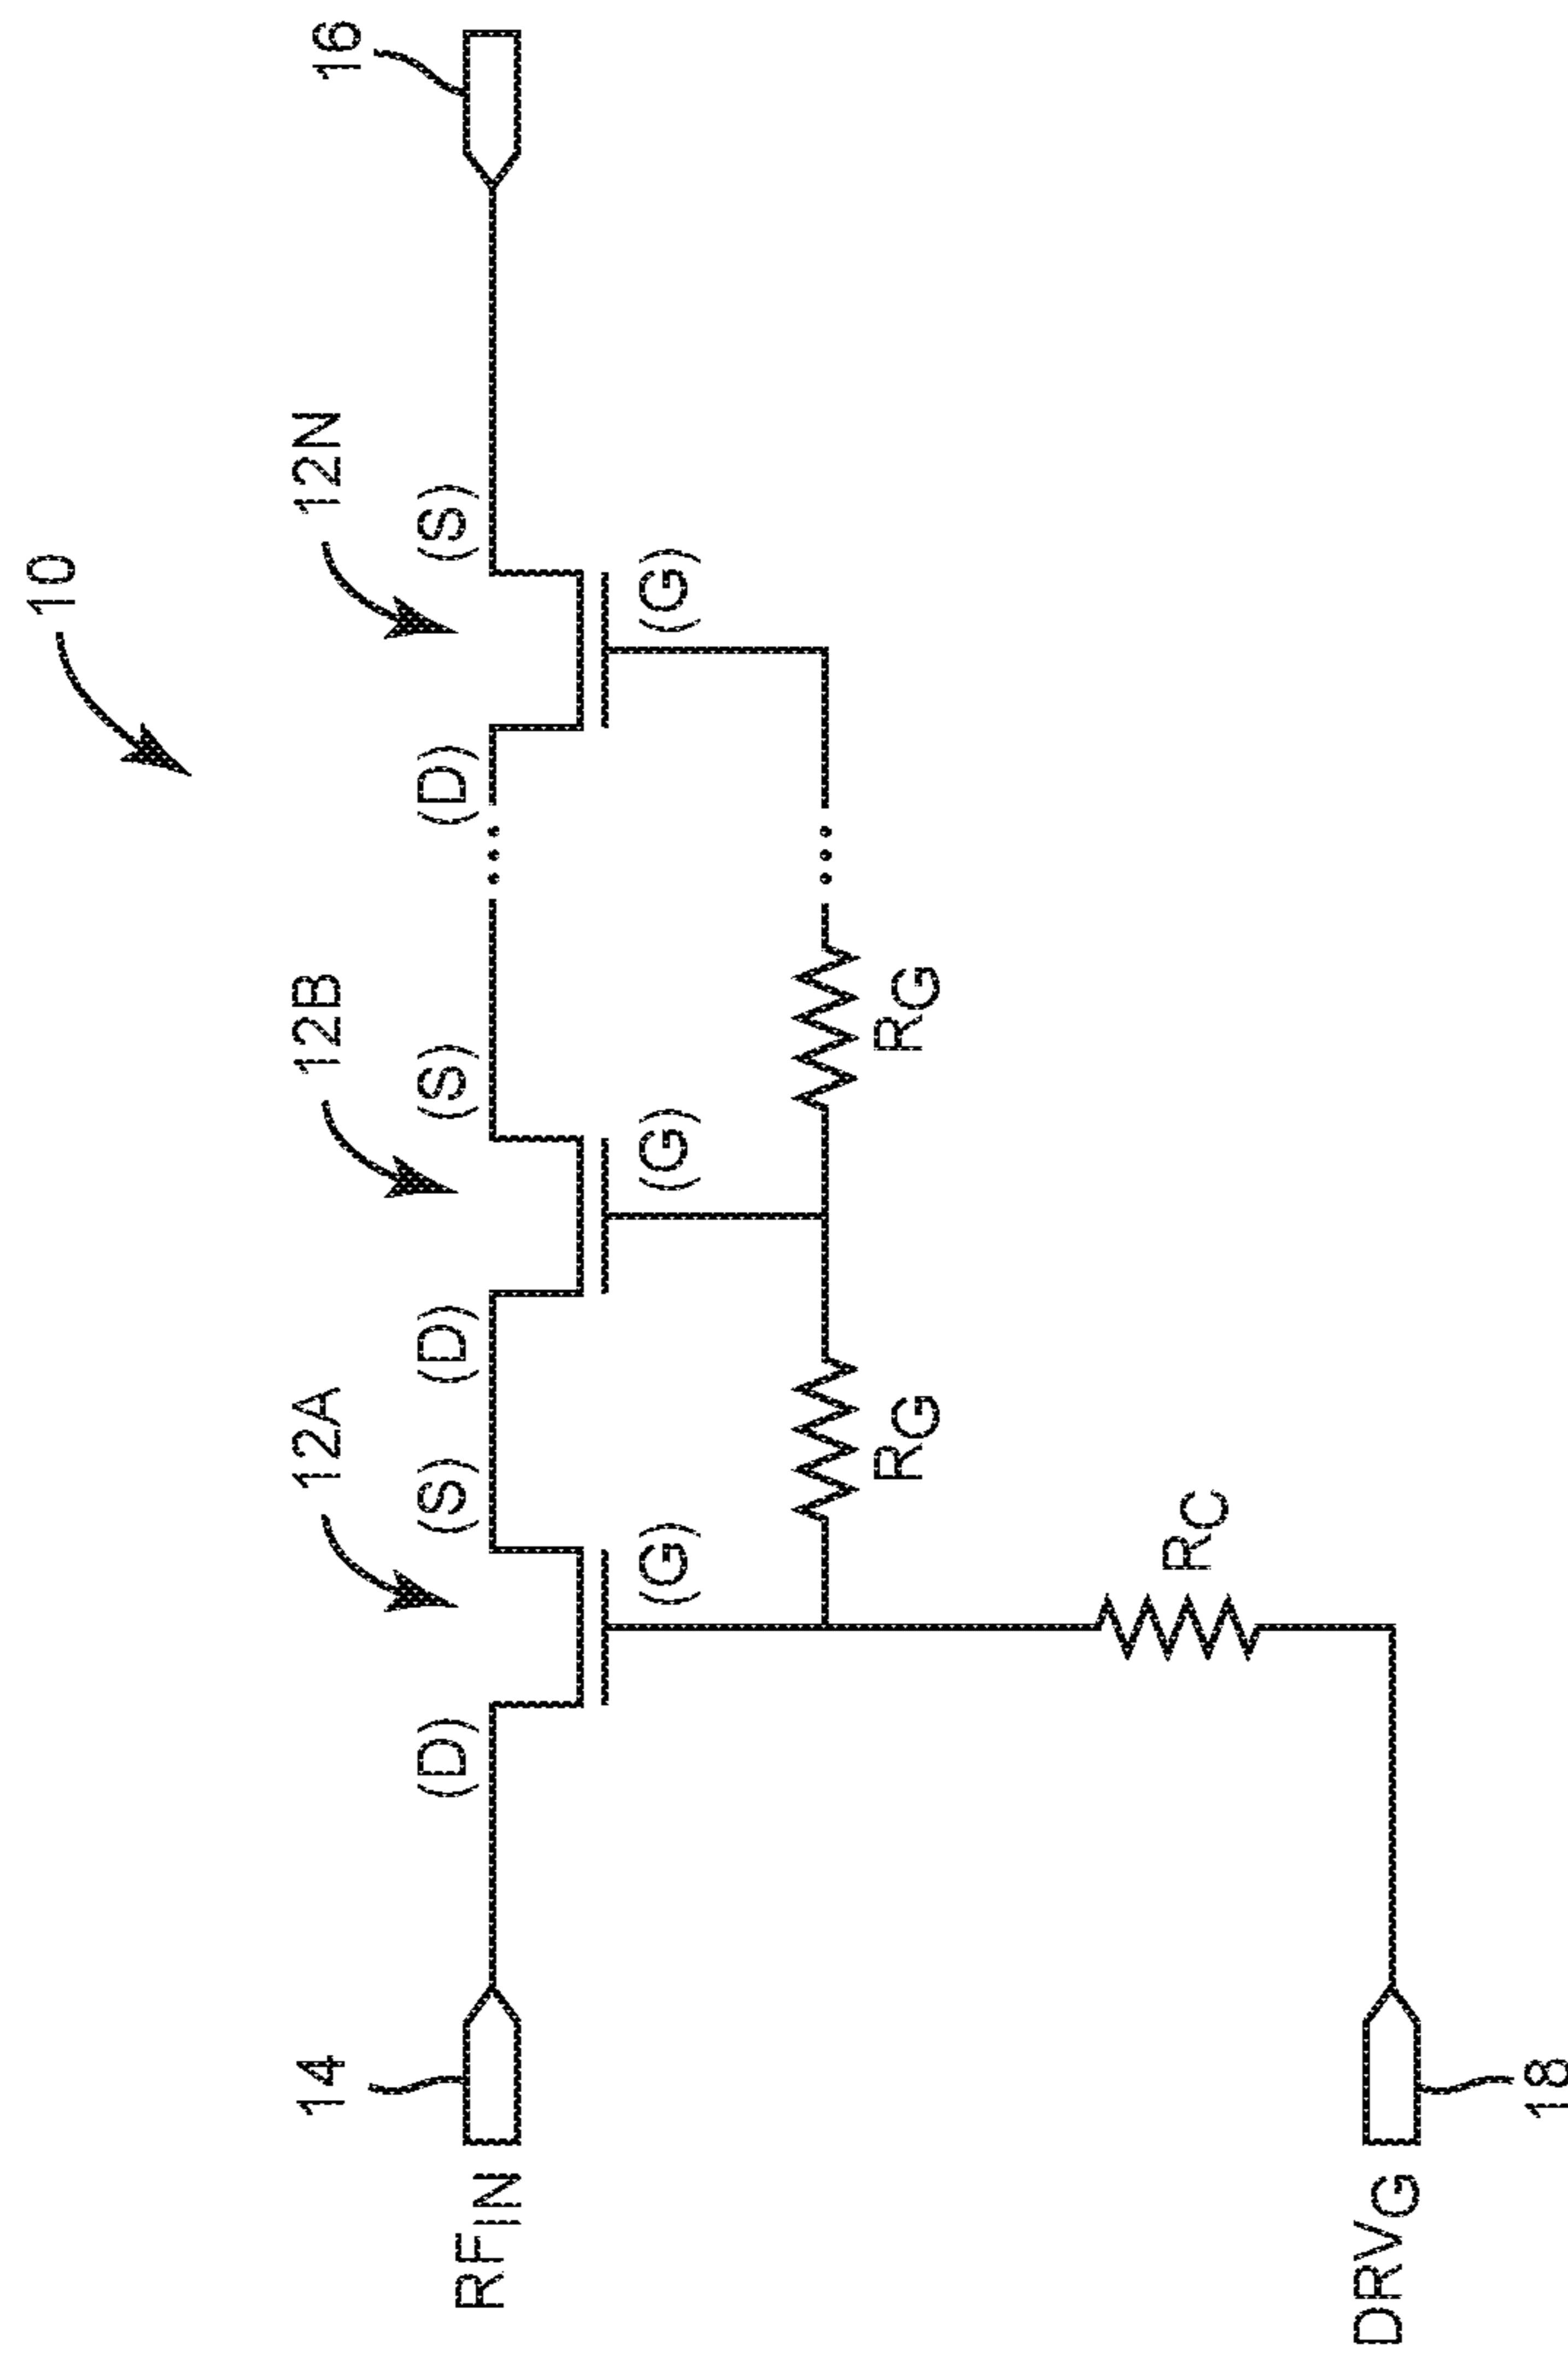 10
12A
12B
12N
14
16
(D)
(S)
(D)
(S)
(D)
(S)
(G)
(G)
(G)
RFIN
RG
RG
RC
DRVG
18